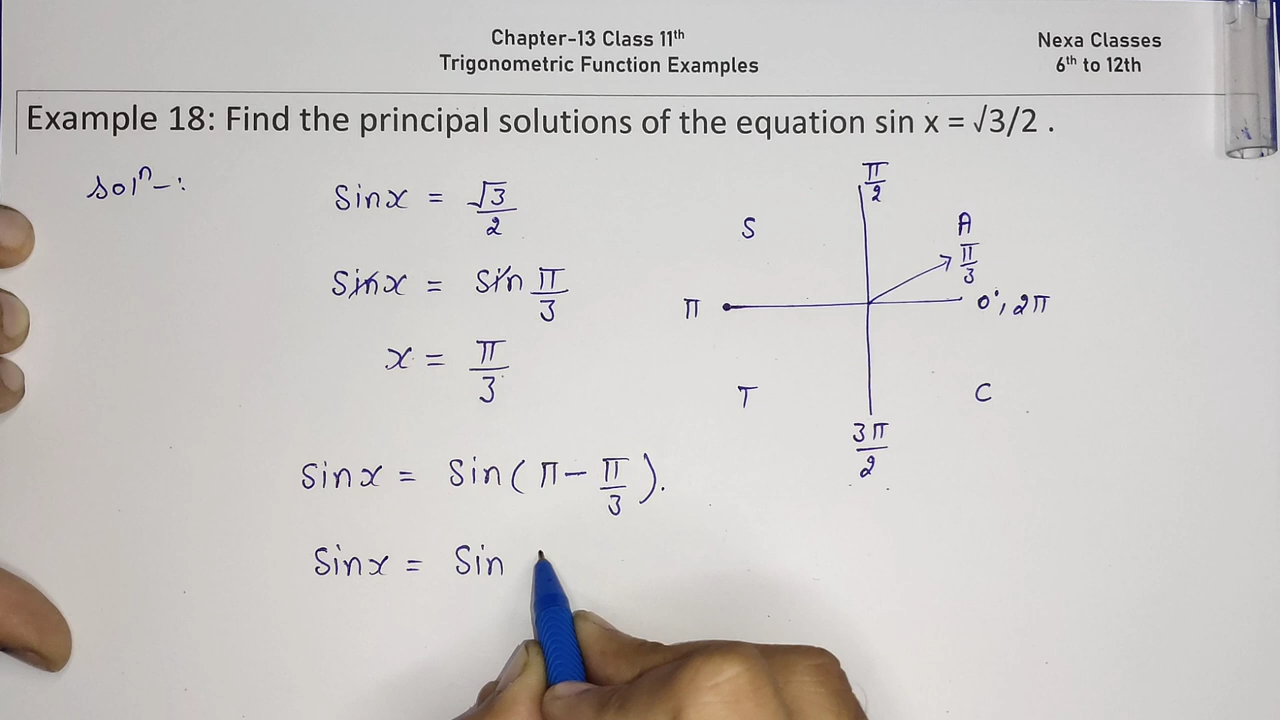 Chapter-13 Class 11th
Trigonometric Function Examples
Nexa Classes
6th to 12th
Example 18: Find the principal solutions of the equation sin x = √3/2 .
Solⁿ-:
Sinx = √3/2
Sinx = Sin π/3
x = π/3
Sinx = Sin(π - π/3).
Sinx = Sin
π/2
S
A
π/3
π
0°, 2π
T
C
3π/2